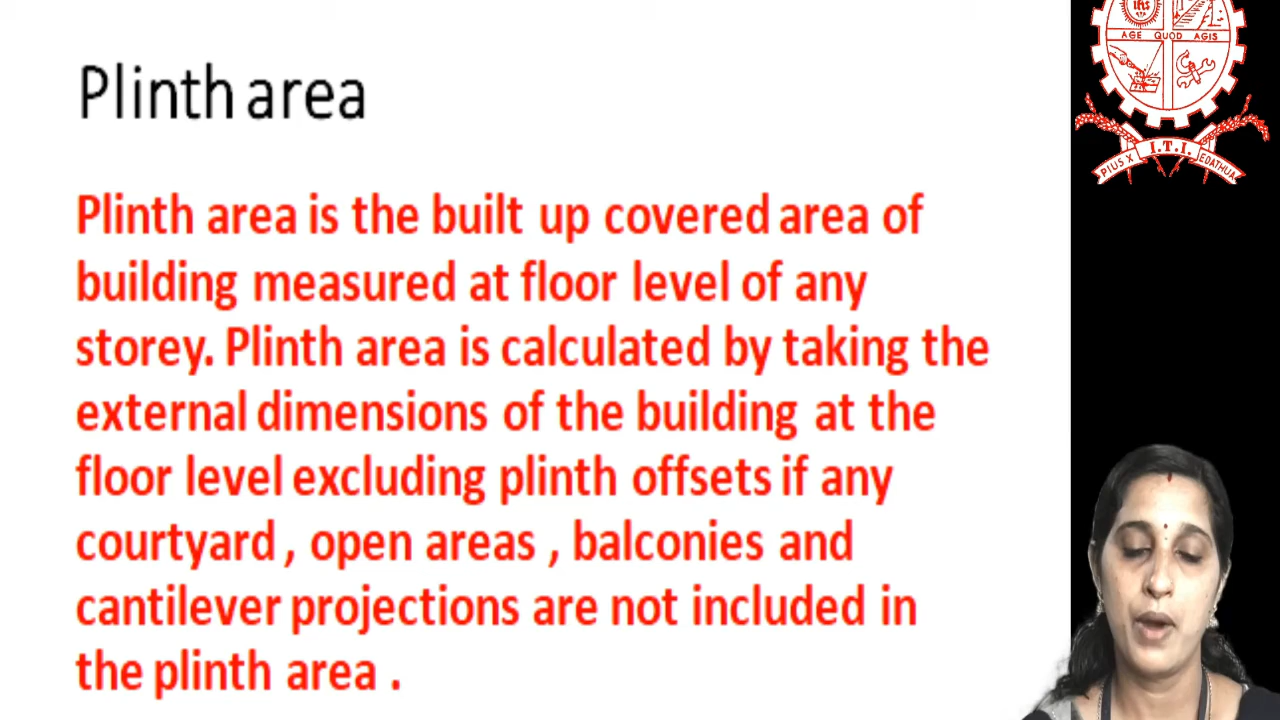 Plinth area
Plinth area is the built up covered area of
building measured at floor level of any
storey. Plinth area is calculated by taking the
external dimensions of the building at the
floor level excluding plinth offsets if any
courtyard , open areas , balconies and
cantilever projections are not included in
the plinth area .
IHS
AGE QUOD AGIS
PIUS X I.T.I. EDATHUA